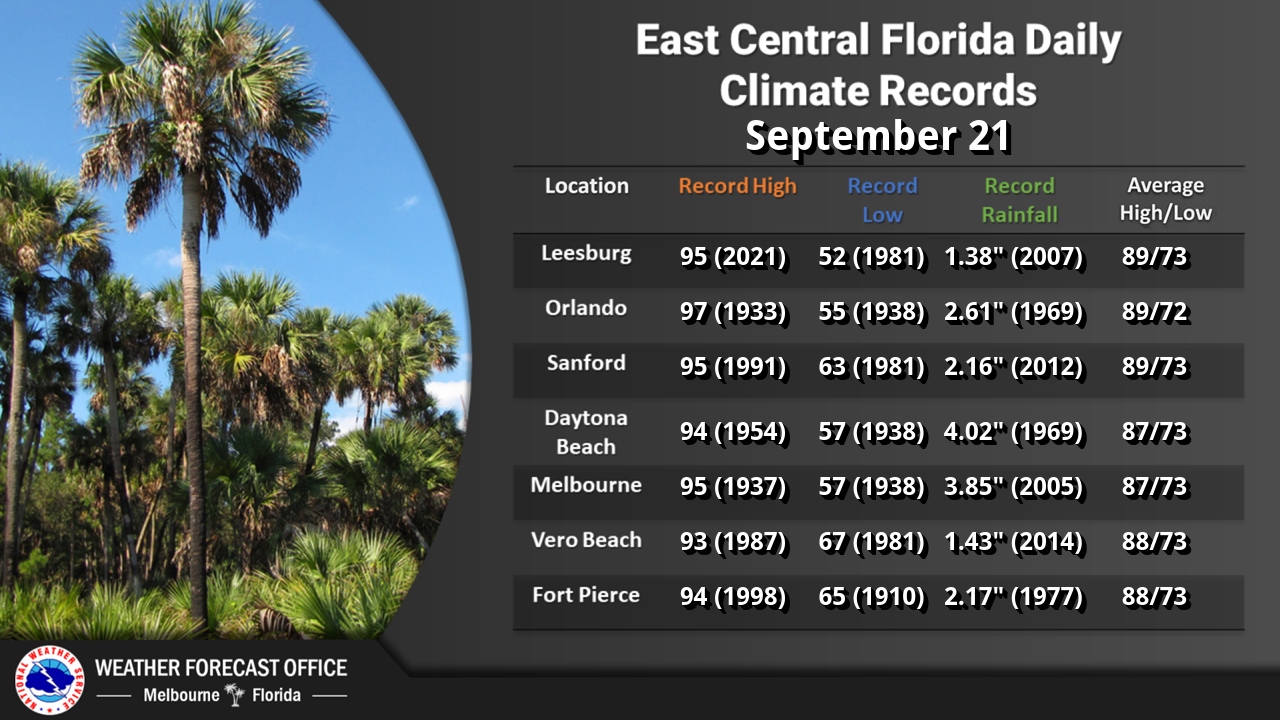 East Central Florida Daily
Climate Records
September 21
Location Record High Record Low Record Rainfall Average High/Low
Leesburg 95 (2021) 52 (1981) 1.38" (2007) 89/73
Orlando 97 (1933) 55 (1938) 2.61" (1969) 89/72
Sanford 95 (1991) 63 (1981) 2.16" (2012) 89/73
Daytona Beach 94 (1954) 57 (1938) 4.02" (1969) 87/73
Melbourne 95 (1937) 57 (1938) 3.85" (2005) 87/73
Vero Beach 93 (1987) 67 (1981) 1.43" (2014) 88/73
Fort Pierce 94 (1998) 65 (1910) 2.17" (1977) 88/73
NATIONAL WEATHER SERVICE
WEATHER FORECAST OFFICE
Melbourne Florida